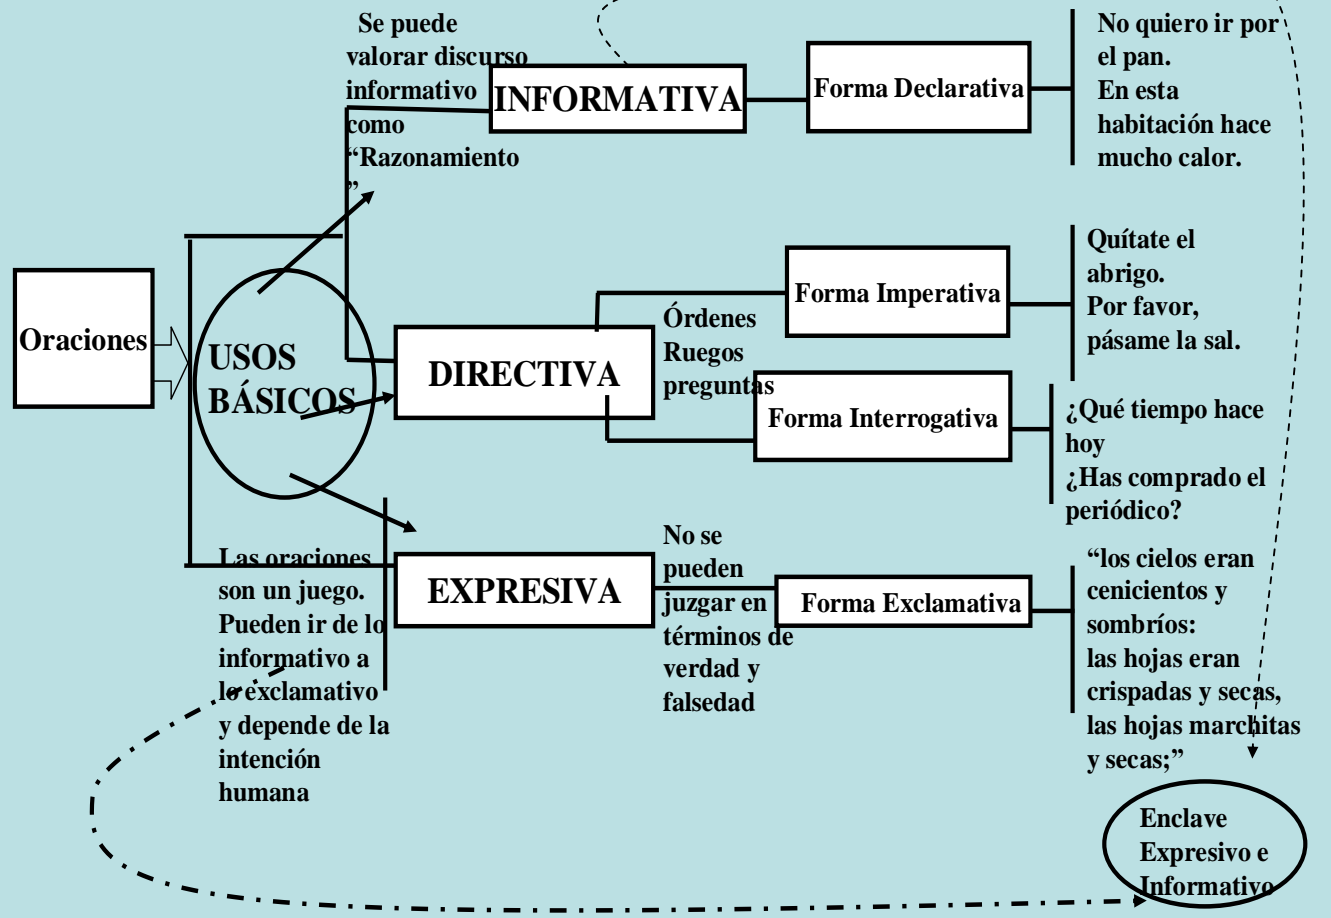 Se puede
valorar discurso
informativo
como
“Razonamiento
”
INFORMATIVA
Forma Declarativa
No quiero ir por
el pan.
En esta
habitación hace
mucho calor.
Oraciones
USOS
BÁSICOS
DIRECTIVA
Órdenes
Ruegos
preguntas
Forma Imperativa
Quítate el
abrigo.
Por favor,
pásame la sal.
Forma Interrogativa
¿Qué tiempo hace
hoy
¿Has comprado el
periódico?
Las oraciones
son un juego.
Pueden ir de lo
informativo a
lo exclamativo
y depende de la
intención
humana
EXPRESIVA
No se
pueden
juzgar en
términos de
verdad y
falsedad
Forma Exclamativa
“los cielos eran
cenicientos y
sombríos:
las hojas eran
crispadas y secas,
las hojas marchitas
y secas;”
Enclave
Expresivo e
Informativo